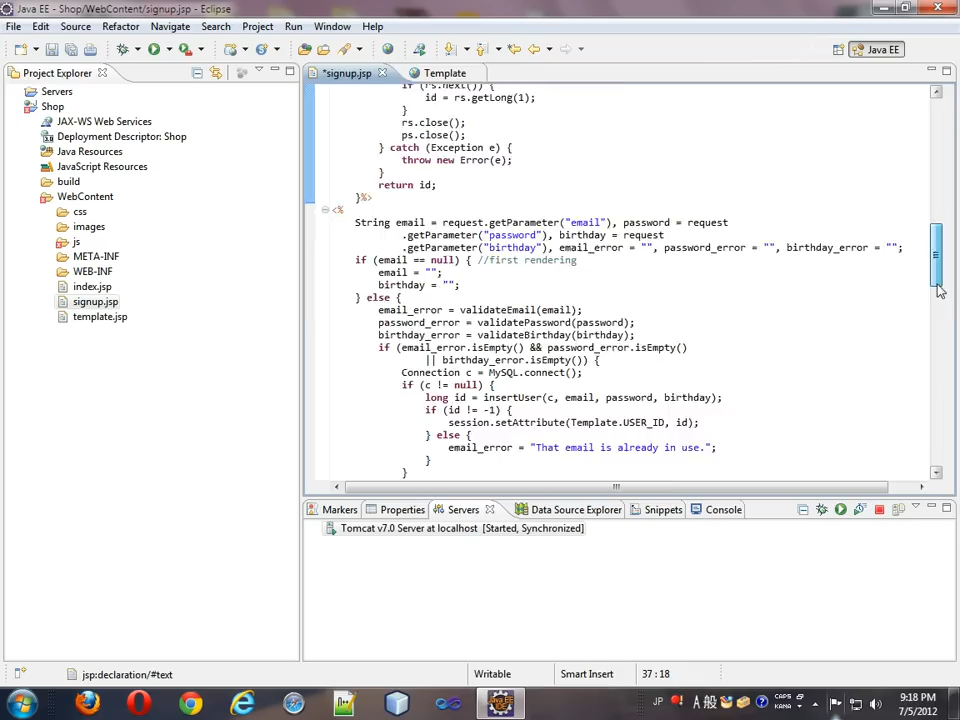 Java EE - Shop/WebContent/signup.jsp - Eclipse
File Edit Source Refactor Navigate Search Project Run Window Help
Java EE
Project Explorer
Servers
Shop
JAX-WS Web Services
Deployment Descriptor: Shop
Java Resources
JavaScript Resources
build
WebContent
css
images
js
META-INF
WEB-INF
index.jsp
signup.jsp
template.jsp
*signup.jsp Template
if (rs.next()) {
id = rs.getLong(1);
}
rs.close();
ps.close();
} catch (Exception e) {
throw new Error(e);
}
return id;
}%>
<%
String email = request.getParameter("email"), password = request
.getParameter("password"), birthday = request
.getParameter("birthday"), email_error = "", password_error = "", birthday_error = "";
if (email == null) { //first rendering
email = "";
birthday = "";
} else {
email_error = validateEmail(email);
password_error = validatePassword(password);
birthday_error = validateBirthday(birthday);
if (email_error.isEmpty() && password_error.isEmpty()
|| birthday_error.isEmpty()) {
Connection c = MySQL.connect();
if (c != null) {
long id = insertUser(c, email, password, birthday);
if (id != -1) {
session.setAttribute(Template.USER_ID, id);
} else {
email_error = "That email is already in use.";
}
}
Markers Properties Servers Data Source Explorer Snippets Console
Tomcat v7.0 Server at localhost [Started, Synchronized]
jsp:declaration/#text Writable Smart Insert 37 : 18
JP A 般 CAPS KANA 9:18 PM
7/5/2012